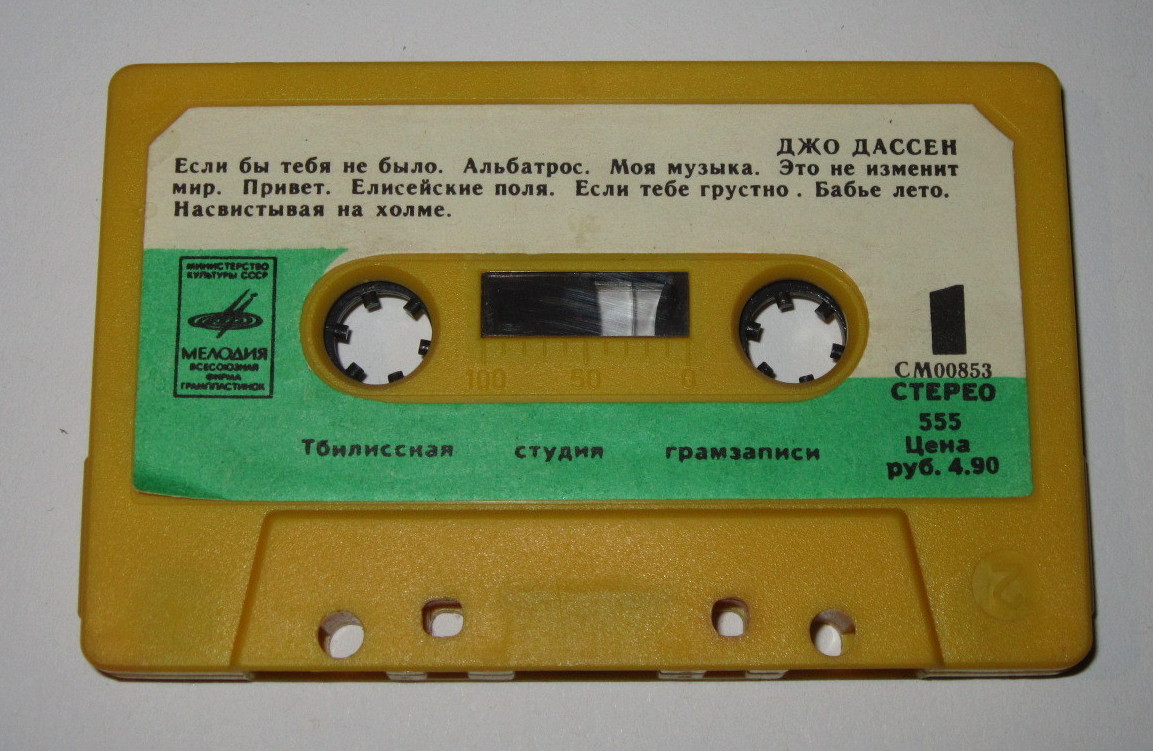 ДЖО ДАССЕН
Если бы тебя не было. Альбатрос. Моя музыка. Это не изменит
мир. Привет. Елисейские поля. Если тебе грустно . Бабье лето.
Насвистывая на холме.
МИНИСТЕРСТВО
КУЛЬТУРЫ СССР
МЕЛОДИЯ
ВСЕСОЮЗНАЯ
ФИРМА
ГРАМПЛАСТИНОК
1
СМ00853
СТЕРЕО
555
Цена
руб. 4.90
100 50 0
Тбилисская студия грамзаписи
2